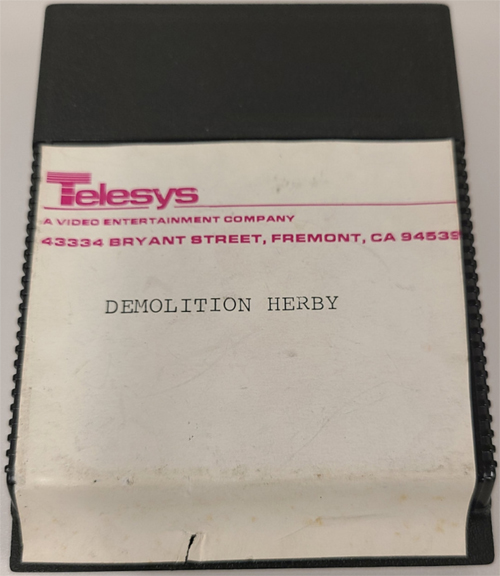 Telesys
A VIDEO ENTERTAINMENT COMPANY
43334 BRYANT STREET, FREMONT, CA 94539
DEMOLITION HERBY